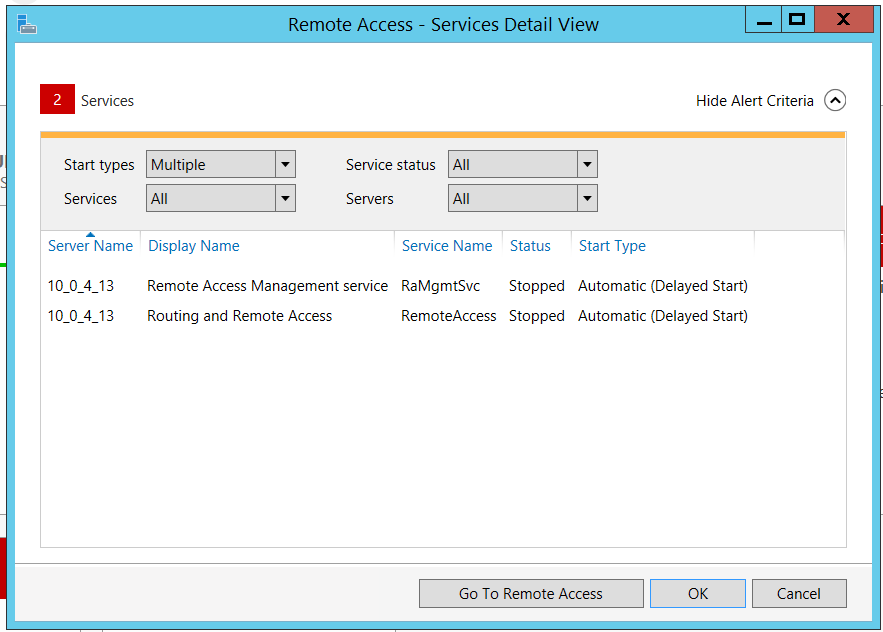 Remote Access - Services Detail View
X
2 Services
Hide Alert Criteria
Start types Multiple Service status All
Services All Servers All
Server Name Display Name Service Name Status Start Type
10_0_4_13 Remote Access Management service RaMgmtSvc Stopped Automatic (Delayed Start)
10_0_4_13 Routing and Remote Access RemoteAccess Stopped Automatic (Delayed Start)
Go To Remote Access OK Cancel